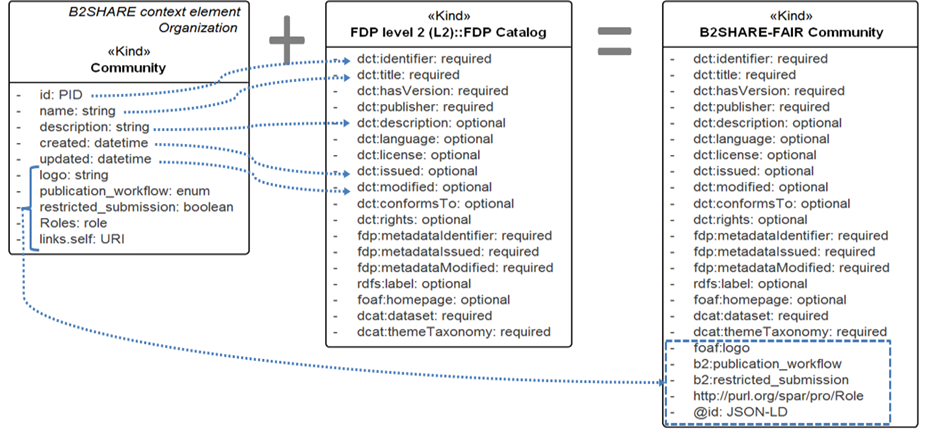 B2SHARE context element
Organization
«Kind»
Community
- id: PID
- name: string
- description: string
- created: datetime
- updated: datetime
- logo: string
- publication_workflow: enum
- restricted_submission: boolean
- Roles: role
- links.self: URI
+
«Kind»
FDP level 2 (L2)::FDP Catalog
- dct:identifier: required
- dct:title: required
- dct:hasVersion: required
- dct:publisher: required
- dct:description: optional
- dct:language: optional
- dct:license: optional
- dct:issued: optional
- dct:modified: optional
- dct:conformsTo: optional
- dct:rights: optional
- fdp:metadataIdentifier: required
- fdp:metadataIssued: required
- fdp:metadataModified: required
- rdfs:label: optional
- foaf:homepage: optional
- dcat:dataset: required
- dcat:themeTaxonomy: required
=
«Kind»
B2SHARE-FAIR Community
- dct:identifier: required
- dct:title: required
- dct:hasVersion: required
- dct:publisher: required
- dct:description: optional
- dct:language: optional
- dct:license: optional
- dct:issued: optional
- dct:modified: optional
- dct:conformsTo: optional
- dct:rights: optional
- fdp:metadataIdentifier: required
- fdp:metadataIssued: required
- fdp:metadataModified: required
- rdfs:label: optional
- foaf:homepage: optional
- dcat:dataset: required
- dcat:themeTaxonomy: required
- foaf:logo
- b2:publication_workflow
- b2:restricted_submission
- http://purl.org/spar/pro/Role
- @id: JSON-LD